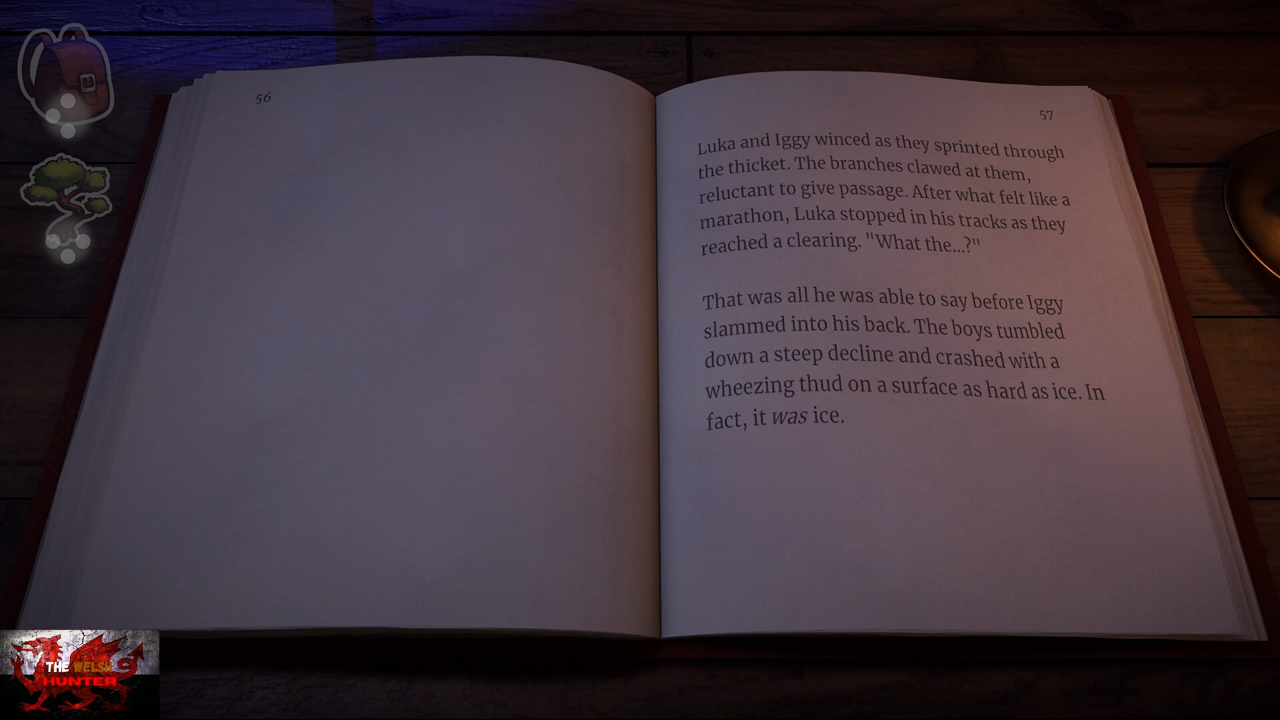 56
57
Luka and Iggy winced as they sprinted through
the thicket. The branches clawed at them,
reluctant to give passage. After what felt like a
marathon, Luka stopped in his tracks as they
reached a clearing. "What the...?"
That was all he was able to say before Iggy
slammed into his back. The boys tumbled
down a steep decline and crashed with a
wheezing thud on a surface as hard as ice. In
fact, it was ice.
THE WELSH
HUNTER